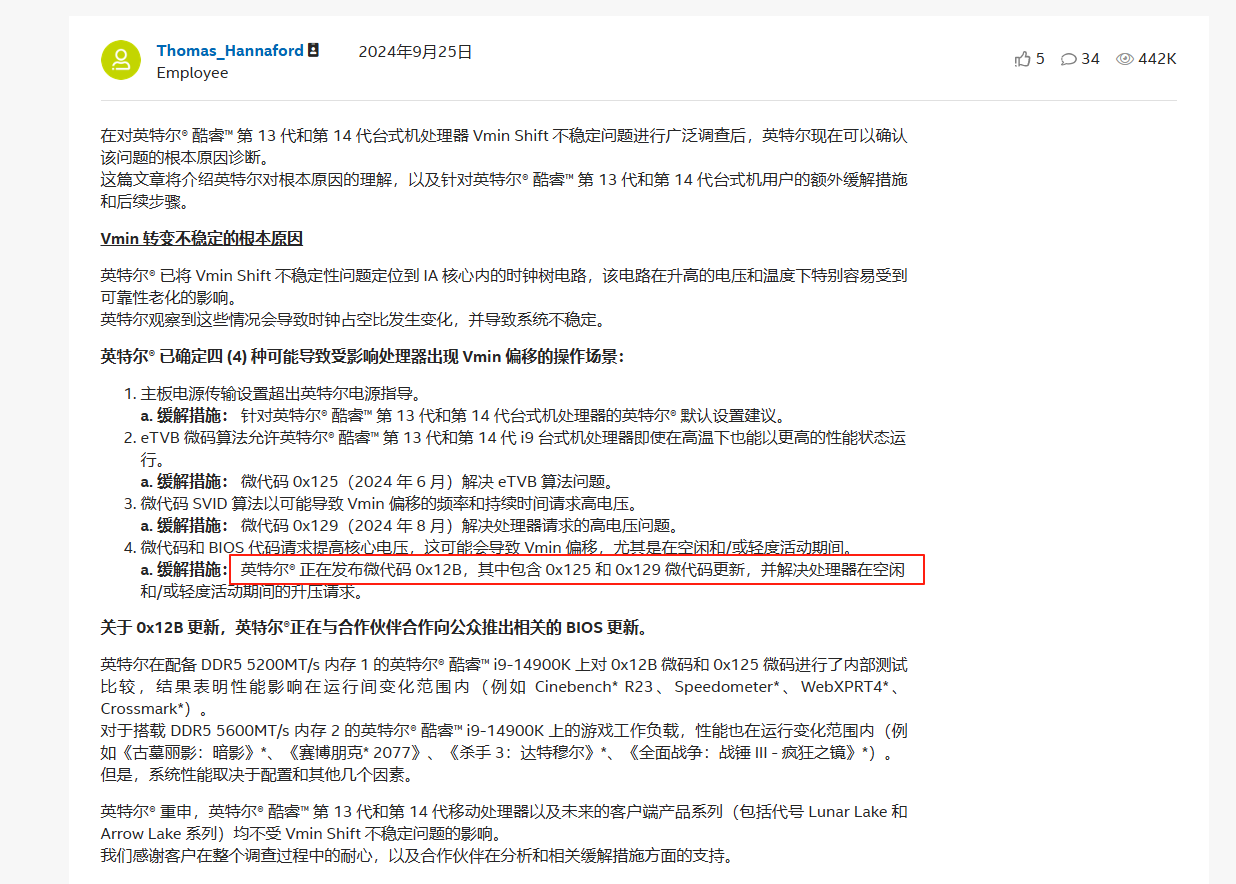 Thomas_Hannaford
2024年9月25日
5
34
442K
Employee
在对英特尔® 酷睿™ 第 13 代和第 14 代台式机处理器 Vmin Shift 不稳定问题进行广泛调查后，英特尔现在可以确认
该问题的根本原因诊断。
这篇文章将介绍英特尔对根本原因的理解，以及针对英特尔® 酷睿™ 第 13 代和第 14 代台式机用户的额外缓解措施
和后续步骤。
Vmin 转变不稳定的根本原因
英特尔® 已将 Vmin Shift 不稳定性问题定位到 IA 核心内的时钟树电路，该电路在升高的电压和温度下特别容易受到
可靠性老化的影响。
英特尔观察到这些情况会导致时钟占空比发生变化，并导致系统不稳定。
英特尔® 已确定四 (4) 种可能导致受影响处理器出现 Vmin 偏移的操作场景：
1. 主板电源传输设置超出英特尔电源指导。
a. 缓解措施： 针对英特尔® 酷睿™ 第 13 代和第 14 代台式机处理器的英特尔® 默认设置建议。
2. eTVB 微码算法允许英特尔® 酷睿™ 第 13 代和第 14 代 i9 台式机处理器即使在高温下也能以更高的性能状态运
行。
a. 缓解措施： 微代码 0x125（2024 年 6 月）解决 eTVB 算法问题。
3. 微代码 SVID 算法以可能导致 Vmin 偏移的频率和持续时间请求高电压。
a. 缓解措施： 微代码 0x129（2024 年 8 月）解决处理器请求的高电压问题。
4. 微代码和 BIOS 代码请求提高核心电压，这可能会导致 Vmin 偏移，尤其是在空闲和/或轻度活动期间。
a. 缓解措施： 英特尔® 正在发布微代码 0x12B，其中包含 0x125 和 0x129 微代码更新，并解决处理器在空闲
和/或轻度活动期间的升压请求。
关于 0x12B 更新，英特尔®正在与合作伙伴合作向公众推出相关的 BIOS 更新。
英特尔在配备 DDR5 5200MT/s 内存 1 的英特尔® 酷睿™ i9-14900K 上对 0x12B 微码和 0x125 微码进行了内部测试
比较，结果表明性能影响在运行间变化范围内（例如 Cinebench* R23、Speedometer*、WebXPRT4*、
Crossmark*）。
对于搭载 DDR5 5600MT/s 内存 2 的英特尔® 酷睿™ i9-14900K 上的游戏工作负载，性能也在运行变化范围内（例
如《古墓丽影：暗影》*、《赛博朋克* 2077》、《杀手 3：达特穆尔》*、《全面战争：战锤 III - 疯狂之镜》*）。
但是，系统性能取决于配置和其他几个因素。
英特尔® 重申，英特尔® 酷睿™ 第 13 代和第 14 代移动处理器以及未来的客户端产品系列（包括代号 Lunar Lake 和
Arrow Lake 系列）均不受 Vmin Shift 不稳定问题的影响。
我们感谢客户在整个调查过程中的耐心，以及合作伙伴在分析和相关缓解措施方面的支持。